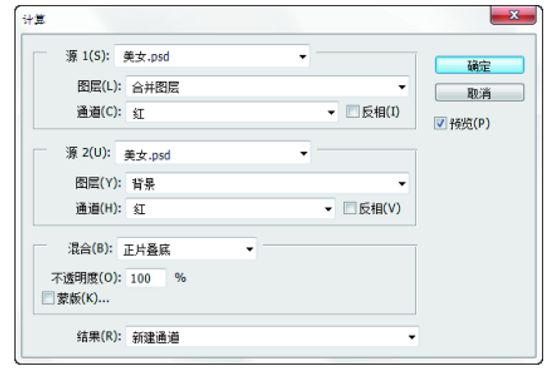 计算
源 1(S): 美女.psd
确定
图层(L): 合并图层
取消
通道(C): 红 反相(I)
预览(P)
源 2(U): 美女.psd
图层(Y): 背景
通道(H): 红 反相(V)
混合(B): 正片叠底
不透明度(O): 100 %
蒙版(K)...
结果(R): 新建通道